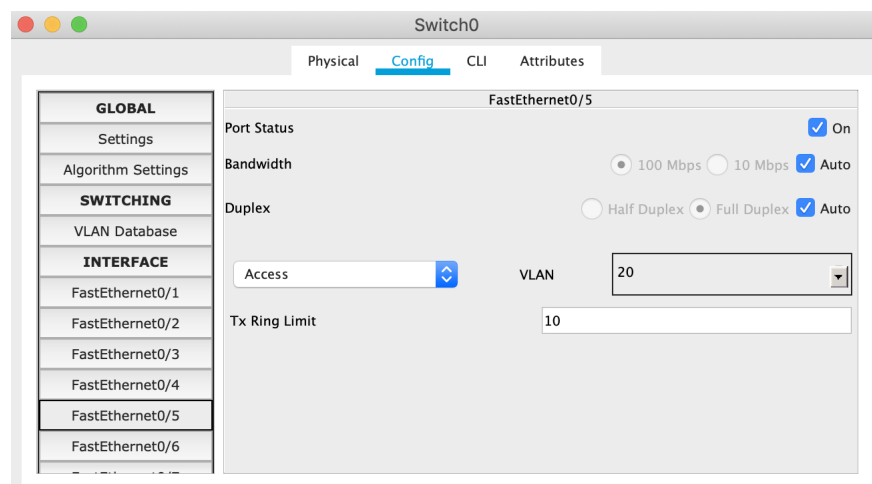 Switch0
Physical Config CLI Attributes
GLOBAL
Settings
Algorithm Settings
SWITCHING
VLAN Database
INTERFACE
FastEthernet0/1
FastEthernet0/2
FastEthernet0/3
FastEthernet0/4
FastEthernet0/5
FastEthernet0/6
FastEthernet0/5
Port Status On
Bandwidth 100 Mbps 10 Mbps Auto
Duplex Half Duplex Full Duplex Auto
Access VLAN 20
Tx Ring Limit 10